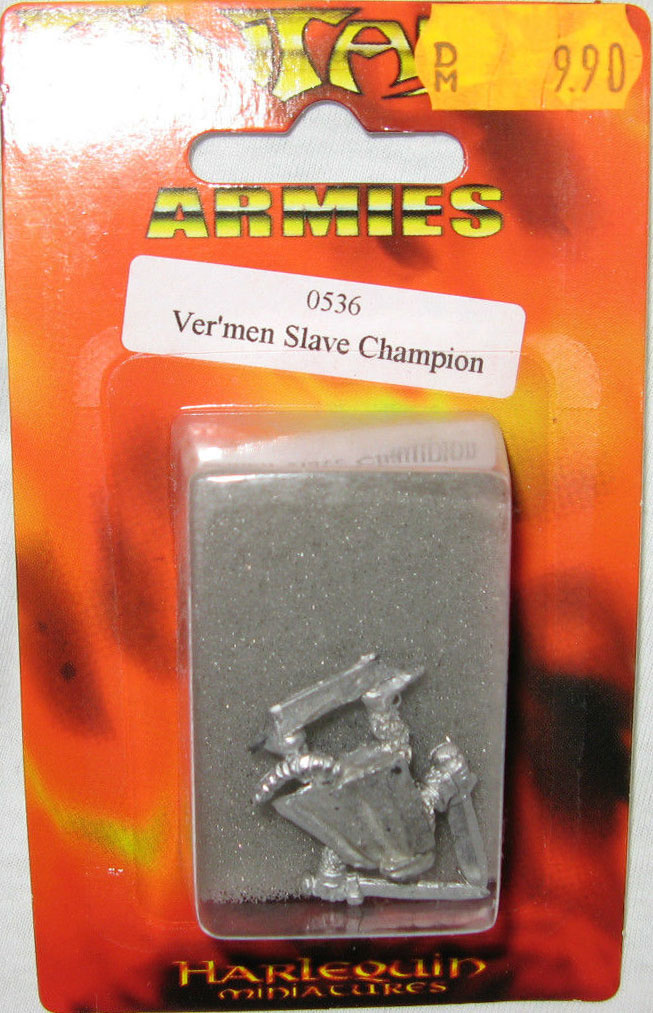 DM 9.90
ARMIES
0536
Ver'men Slave Champion
HARLEQUIN
MINIATURES